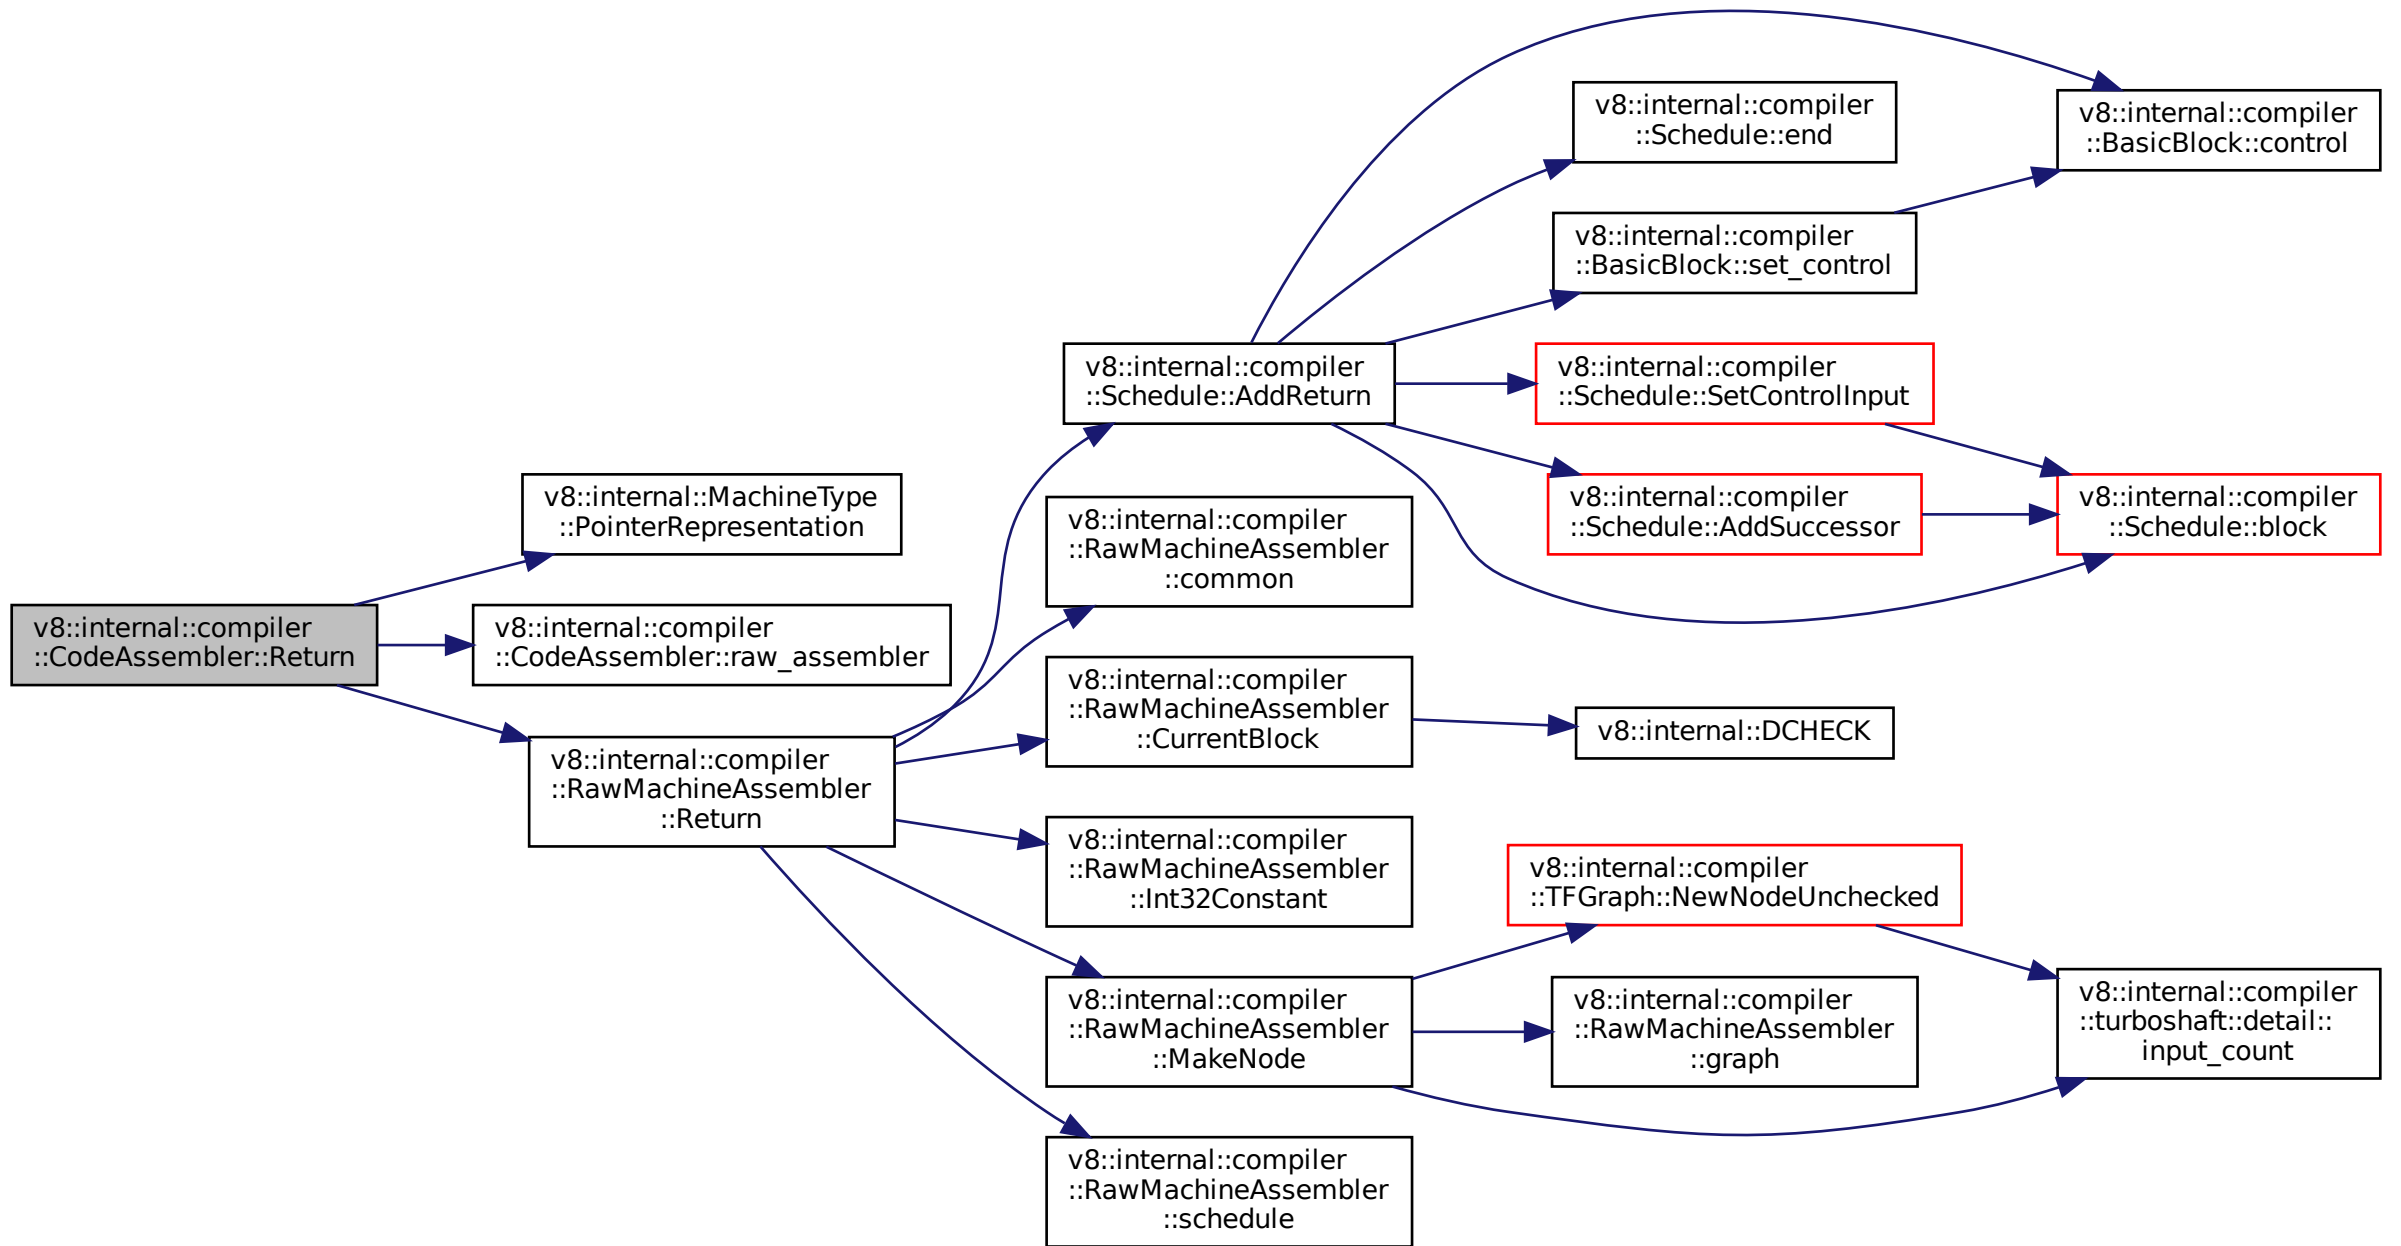 v8::internal::compiler
::CodeAssembler::Return
v8::internal::MachineType
::PointerRepresentation
v8::internal::compiler
::CodeAssembler::raw_assembler
v8::internal::compiler
::RawMachineAssembler
::Return
v8::internal::compiler
::Schedule::AddReturn
v8::internal::compiler
::RawMachineAssembler
::common
v8::internal::compiler
::RawMachineAssembler
::CurrentBlock
v8::internal::compiler
::RawMachineAssembler
::Int32Constant
v8::internal::compiler
::RawMachineAssembler
::MakeNode
v8::internal::compiler
::RawMachineAssembler
::schedule
v8::internal::compiler
::Schedule::end
v8::internal::compiler
::BasicBlock::set_control
v8::internal::compiler
::Schedule::SetControlInput
v8::internal::compiler
::Schedule::AddSuccessor
v8::internal::DCHECK
v8::internal::compiler
::TFGraph::NewNodeUnchecked
v8::internal::compiler
::RawMachineAssembler
::graph
v8::internal::compiler
::BasicBlock::control
v8::internal::compiler
::Schedule::block
v8::internal::compiler
::turboshaft::detail::
input_count